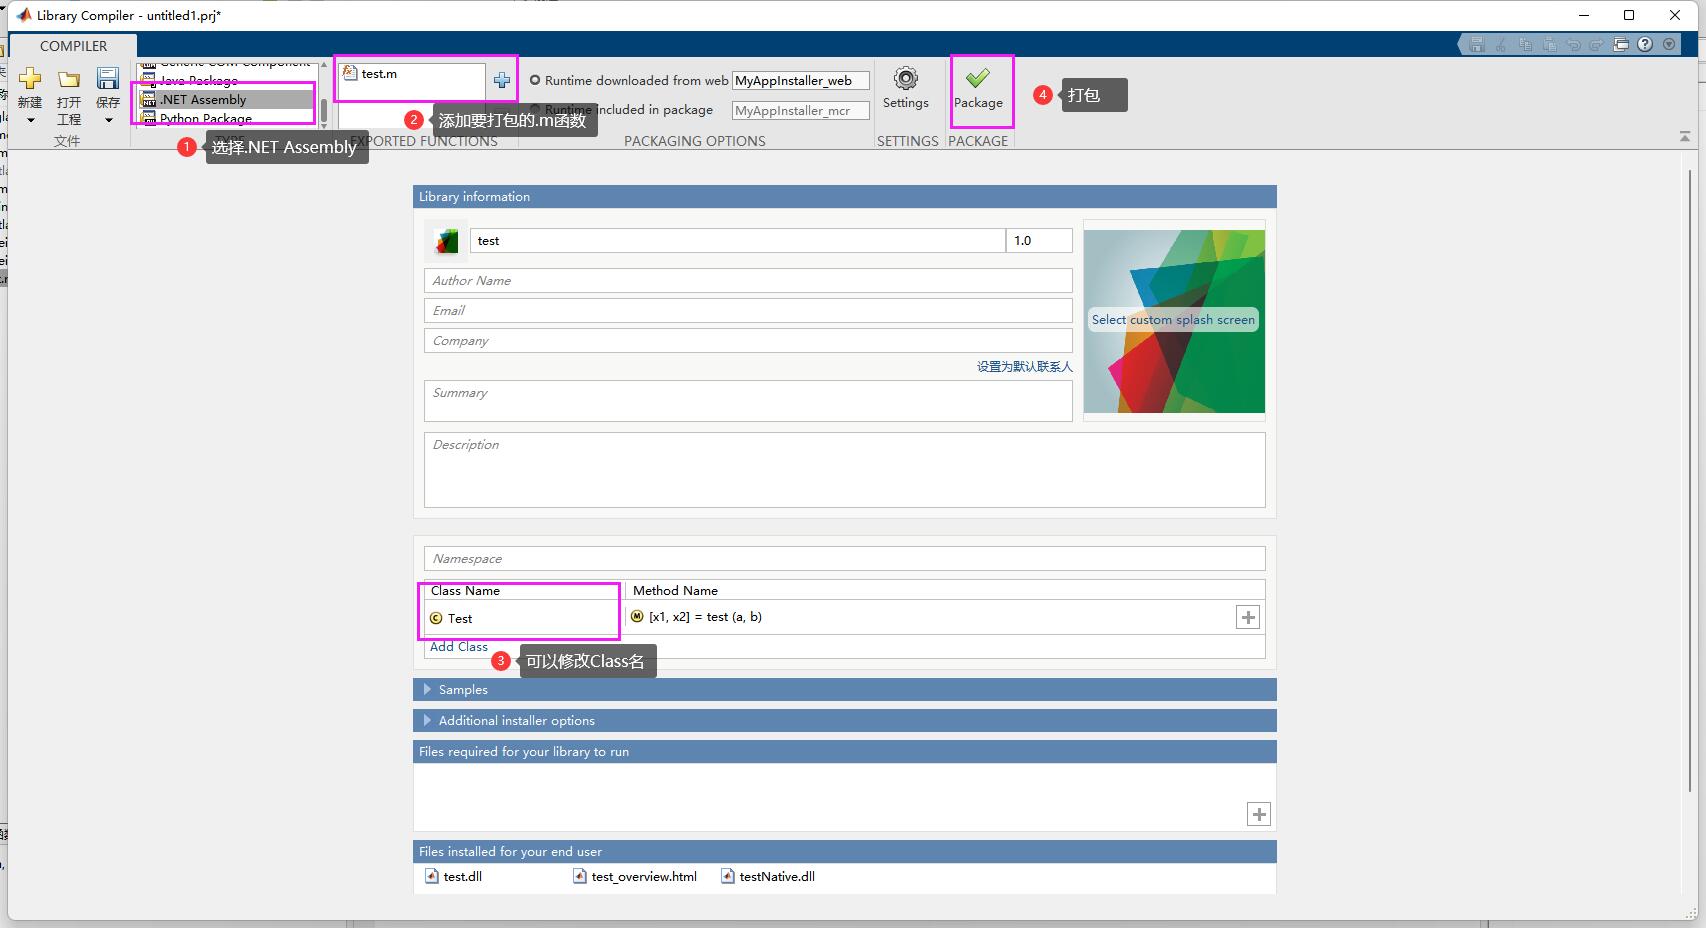 Library Compiler - untitled1.prj*
COMPILER
新建
打开
工程
保存
文件
Generic COM Component
Java Package
.NET Assembly
Python Package
TYPE
1 选择.NET Assembly
test.m
2 添加要打包的.m函数
EXPORTED FUNCTIONS
Runtime downloaded from web MyAppInstaller_web
Runtime included in package MyAppInstaller_mcr
PACKAGING OPTIONS
Settings
SETTINGS
Package
PACKAGE
4 打包
Library information
test 1.0
Author Name
Email
Company
设置为默认联系人
Summary
Description
Select custom splash screen
Namespace
Class Name Method Name
Test [x1, x2] = test (a, b)
Add Class
3 可以修改Class名
Samples
Additional installer options
Files required for your library to run
Files installed for your end user
test.dll test_overview.html testNative.dll